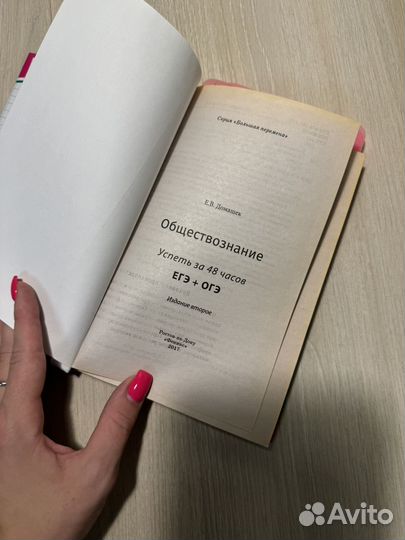 Серия «Большая перемена»
Е.В. Домашек
Обществознание
Успеть за 48 часов
ЕГЭ + ОГЭ
Издание второе
Ростов-на-Дону
«Феникс»
2017
Avito